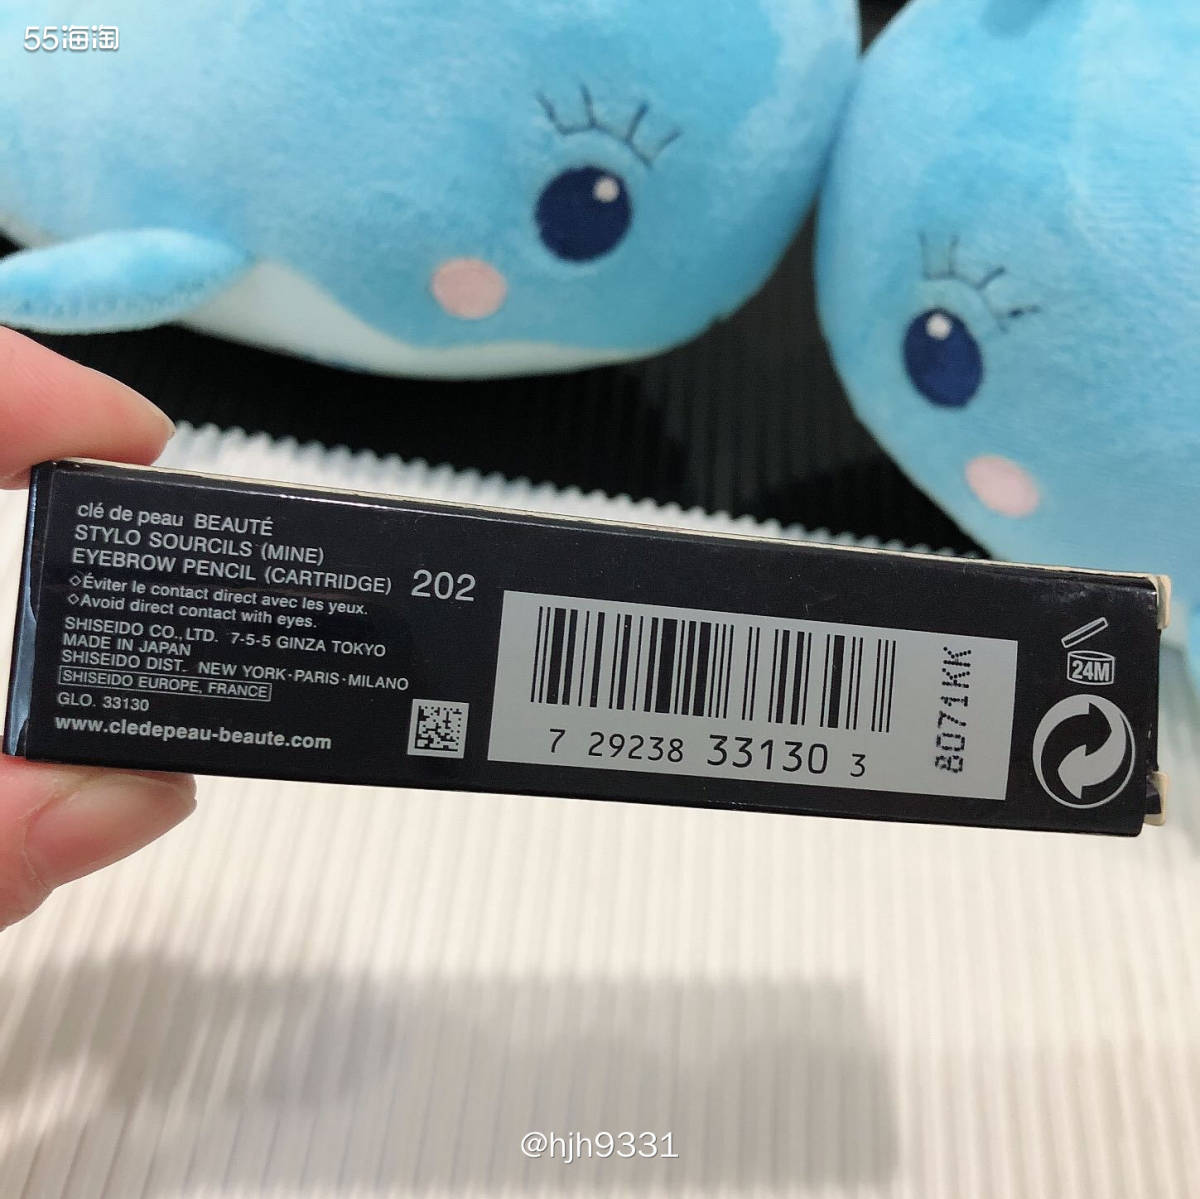 55海淘
clé de peau BEAUTÉ
STYLO SOURCILS (MINE)
EYEBROW PENCIL (CARTRIDGE) 202
◇Éviter le contact direct avec les yeux.
◇Avoid direct contact with eyes.
SHISEIDO CO.,LTD. 7-5-5 GINZA TOKYO
MADE IN JAPAN
SHISEIDO DIST. NEW YORK·PARIS·MILANO
SHISEIDO EUROPE, FRANCE
GLO. 33130
www.cledepeau-beaute.com
7 29238 33130 3
8071KK
24M
@hjh9331